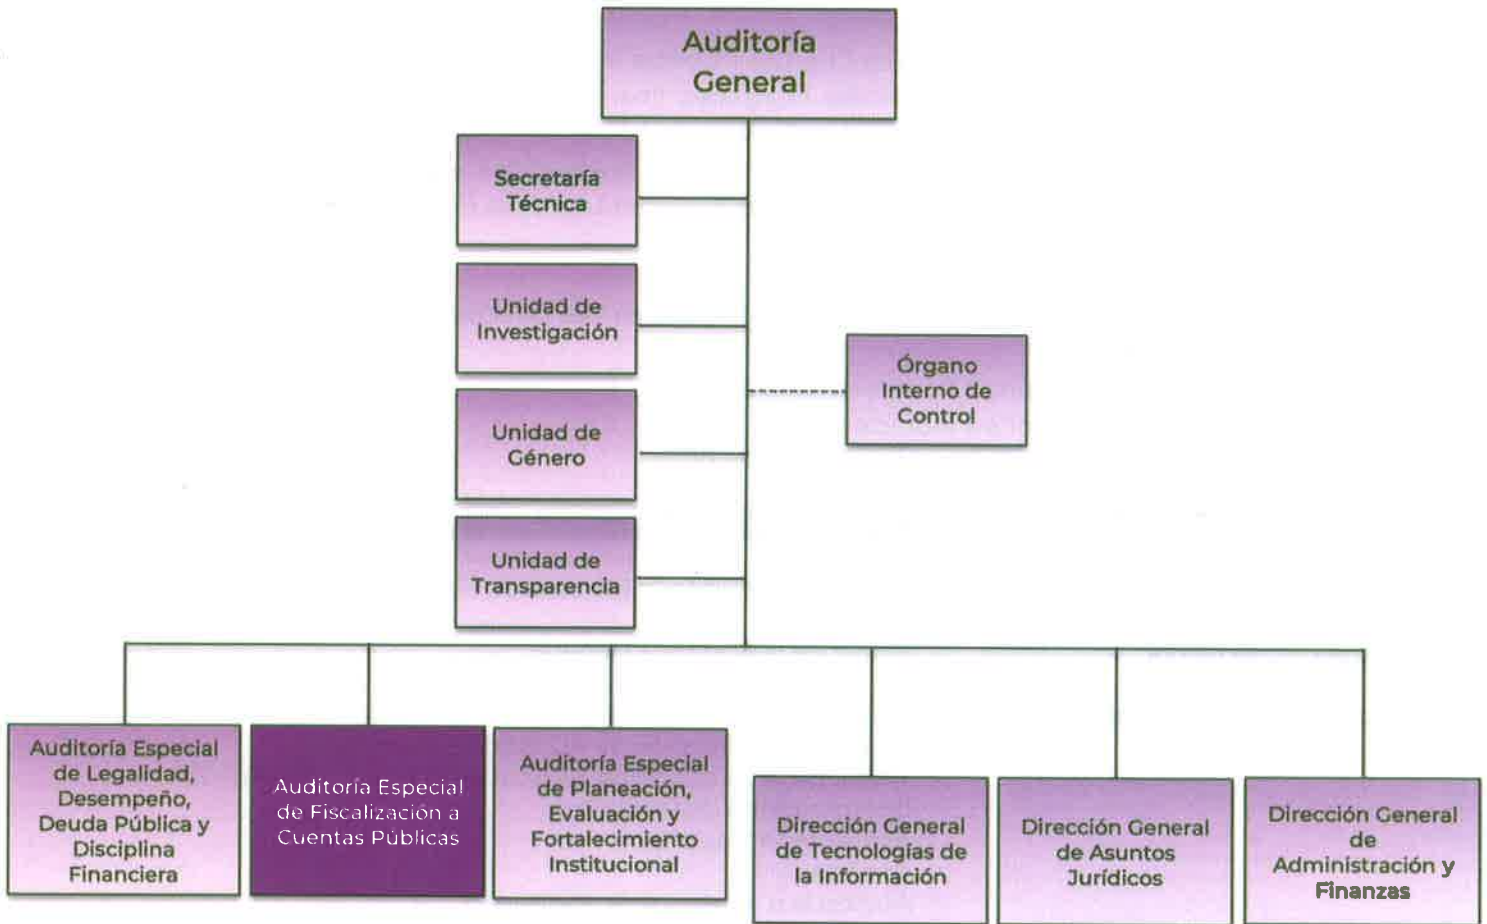 Auditoría
General
Secretaría
Técnica
Unidad de
Investigación
Órgano
Interno de
Control
Unidad de
Género
Unidad de
Transparencia
Auditoría Especial
de Legalidad,
Desempeño,
Deuda Pública y
Disciplina
Financiera
Auditoría Especial
de Fiscalización a
Cuentas Públicas
Auditoría Especial
de Planeación,
Evaluación y
Fortalecimiento
Institucional
Dirección General
de Tecnologías de
la Información
Dirección General
de Asuntos
Jurídicos
Dirección General
de
Administración y
Finanzas